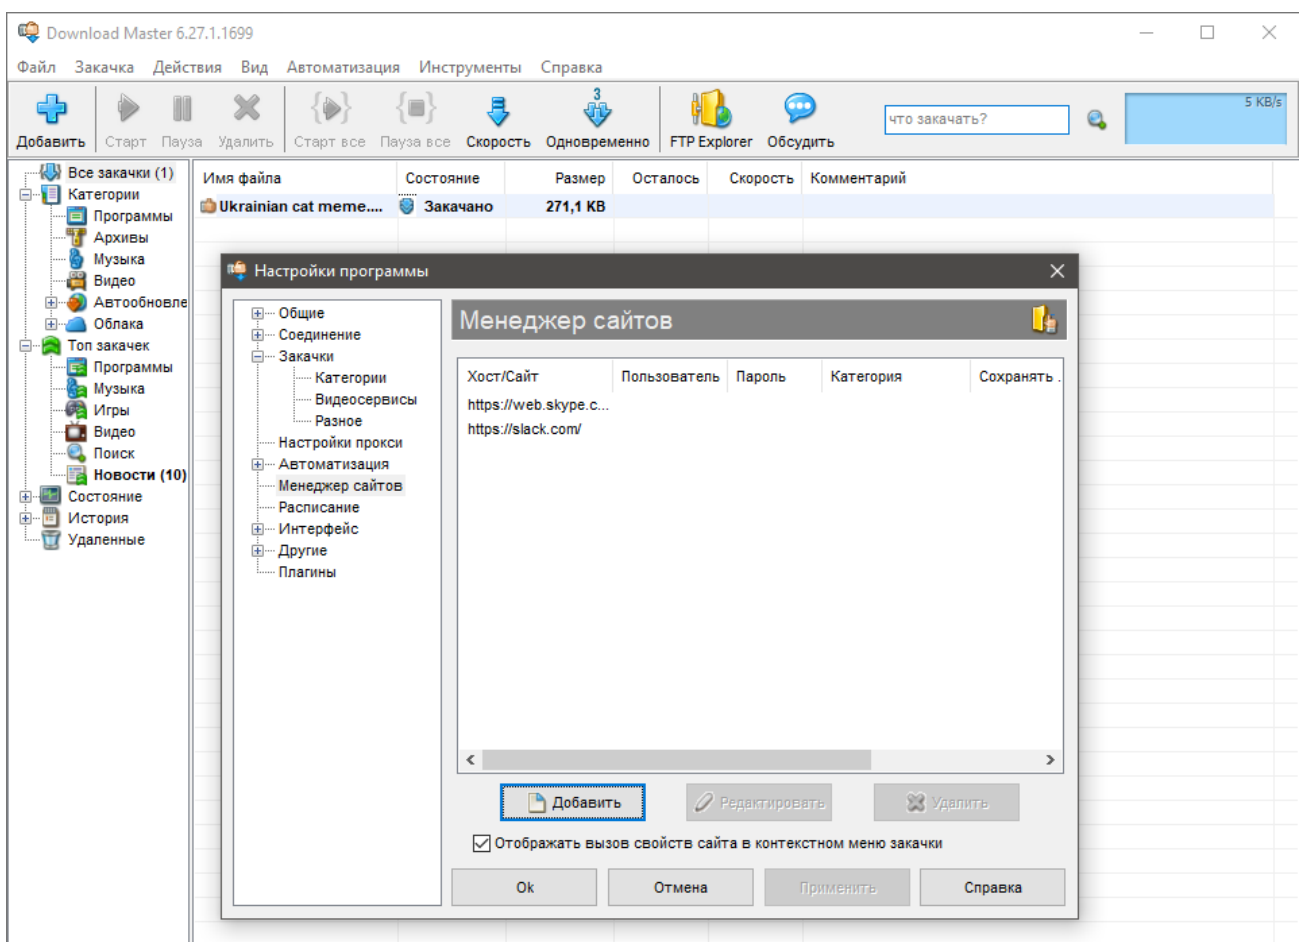 Download Master 6.27.1.1699
Файл Закачка Действия Вид Автоматизация Инструменты Справка
3
что закачать?
5 KB/s
Добавить Старт Пауза Удалить Старт все Пауза все Скорость Одновременно FTP Explorer Обсудить
Все закачки (1)
Категории
Программы
Архивы
Музыка
Видео
Автообновле
Облака
Топ закачек
Программы
Музыка
Игры
Видео
Поиск
Новости (10)
Состояние
История
Удаленные
Имя файла Состояние Размер Осталось Скорость Комментарий
Ukrainian cat meme.... Закачано 271,1 KB
Настройки программы
Общие
Соединение
Закачки
Категории
Видеосервисы
Разное
Настройки прокси
Автоматизация
Менеджер сайтов
Расписание
Интерфейс
Другие
Плагины
Менеджер сайтов
Хост/Сайт Пользователь Пароль Категория Сохранять .
https://web.skype.c...
https://slack.com/
Добавить Редактировать Удалить
Отображать вызов свойств сайта в контекстном меню закачки
Ok Отмена Применить Справка